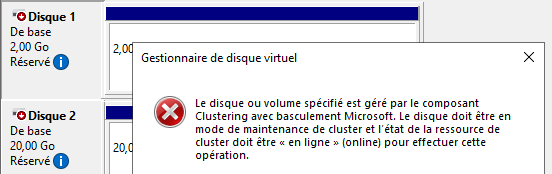 Disque 1
De base
2,00 Go
Réservé
2,00
Gestionnaire de disque virtuel
Le disque ou volume spécifié est géré par le composant
Clustering avec basculement Microsoft. Le disque doit être en
mode de maintenance de cluster et l'état de la ressource de
cluster doit être « en ligne » (online) pour effectuer cette
opération.
Disque 2
De base
20,00 Go
Réservé
20,0